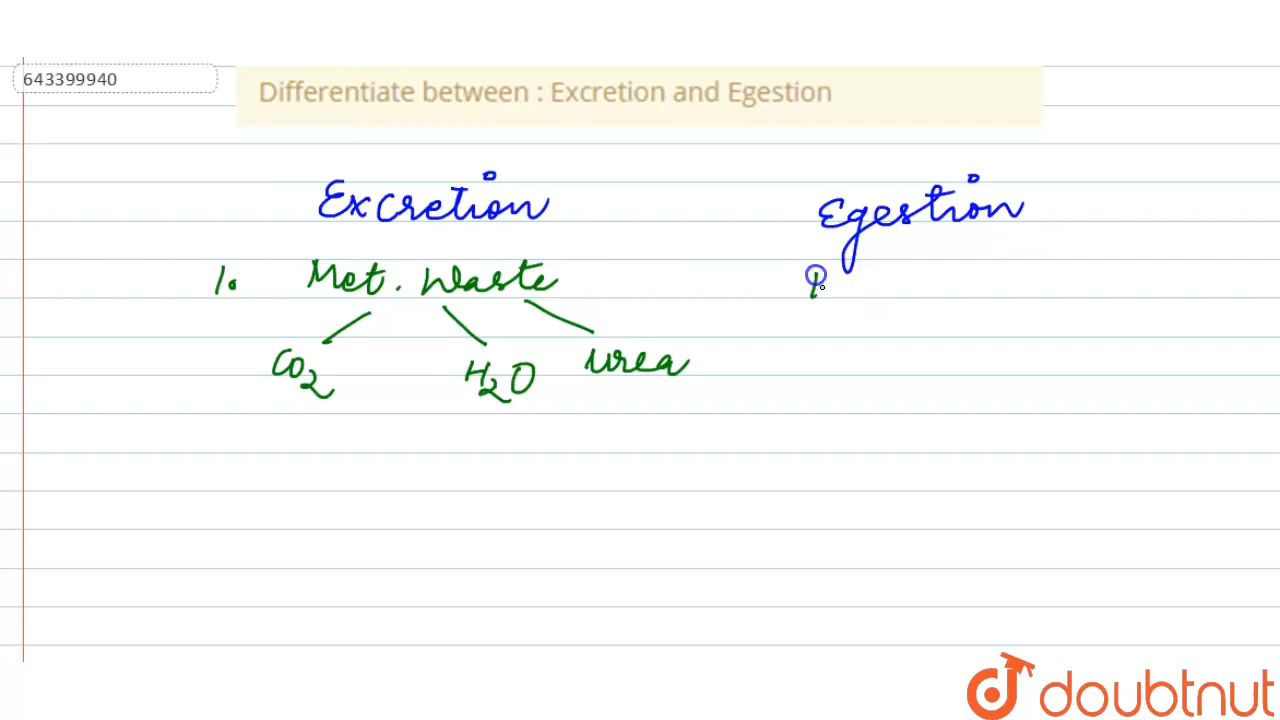 643399940
Differentiate between : Excretion and Egestion
Excretion Egestion
1. Met. Waste 1.
CO2 H2O Urea
doubtnut